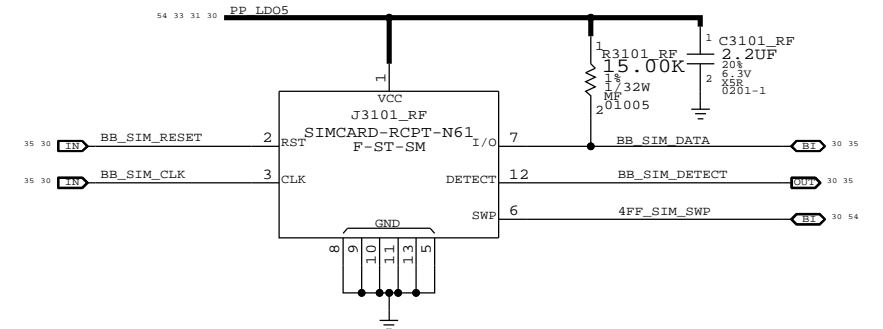 54 33 31 30 PP_LDO5
1 C3101_RF
2.2UF
20%
6.3V
X5R
0201-1
2
1 R3101_RF
15.00K
1%
1/32W
MF
01005
2
1
VCC
J3101_RF
SIMCARD-RCPT-N61
F-ST-SM
35 30 IN BB_SIM_RESET 2 RST
I/O 7 BB_SIM_DATA BI 30 35
35 30 IN BB_SIM_CLK 3 CLK
DETECT 12 BB_SIM_DETECT OUT 30 35
SWP 6 4FF_SIM_SWP BI 30 54
GND
8 9 10 11 13 5